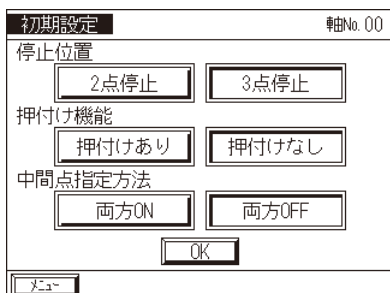 初期設定 軸No. 00
停止位置
2点停止 3点停止
押付け機能
押付けあり 押付けなし
中間点指定方法
両方ON 両方OFF
OK
メニュー